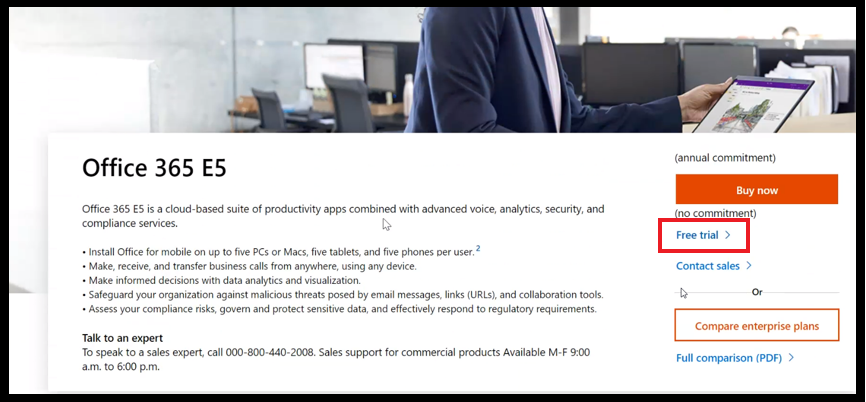 Office 365 E5
Office 365 E5 is a cloud-based suite of productivity apps combined with advanced voice, analytics, security, and
compliance services.
• Install Office for mobile on up to five PCs or Macs, five tablets, and five phones per user.2
• Make, receive, and transfer business calls from anywhere, using any device.
• Make informed decisions with data analytics and visualization.
• Safeguard your organization against malicious threats posed by email messages, links (URLs), and collaboration tools.
• Assess your compliance risks, govern and protect sensitive data, and effectively respond to regulatory requirements.
Talk to an expert
To speak to a sales expert, call 000-800-440-2008. Sales support for commercial products Available M-F 9:00
a.m. to 6:00 p.m.
(annual commitment)
Buy now
(no commitment)
Free trial >
Contact sales >
Or
Compare enterprise plans
Full comparison (PDF) >